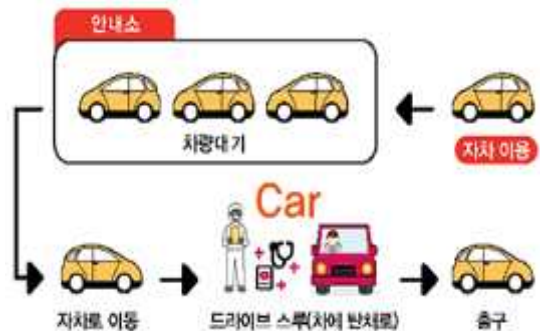 안내소
차량대기
자차 이용
Car
자차로 이동
드라이브 스루(차에 탄채로)
출구